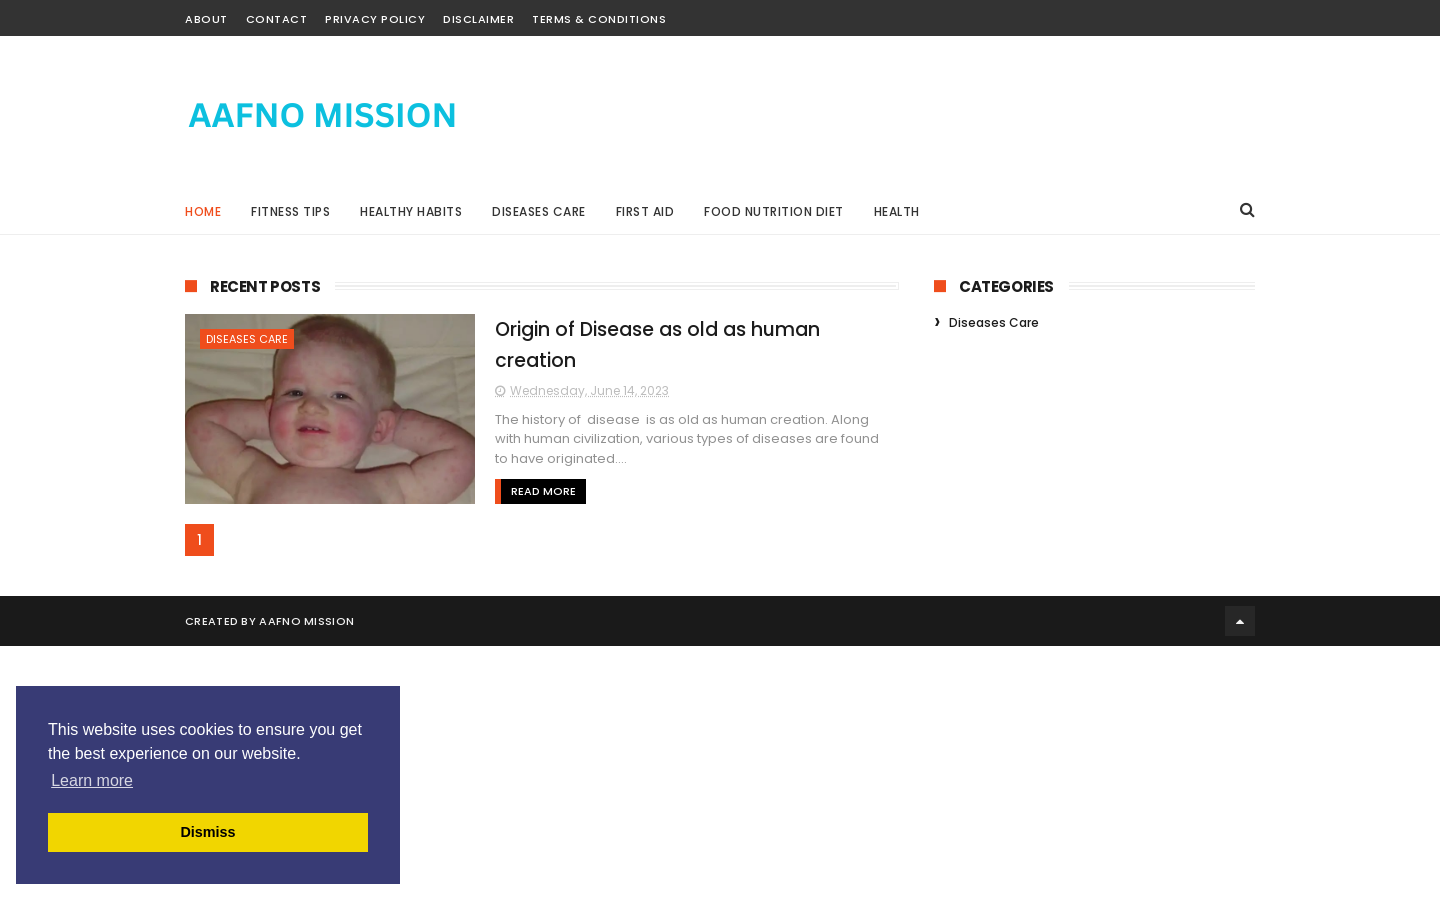 ABOUT CONTACT PRIVACY POLICY DISCLAIMER TERMS & CONDITIONS
AAFNO MISSION
HOME FITNESS TIPS HEALTHY HABITS DISEASES CARE FIRST AID FOOD NUTRITION DIET HEALTH
RECENT POSTS
DISEASES CARE
Origin of Disease as old as human
creation
Wednesday, June 14, 2023
The history of  disease  is as old as human creation. Along
with human civilization, various types of diseases are found
to have originated....
READ MORE
1
CATEGORIES
Diseases Care
CREATED BY AAFNO MISSION
This website uses cookies to ensure you get
the best experience on our website.
Learn more
Dismiss